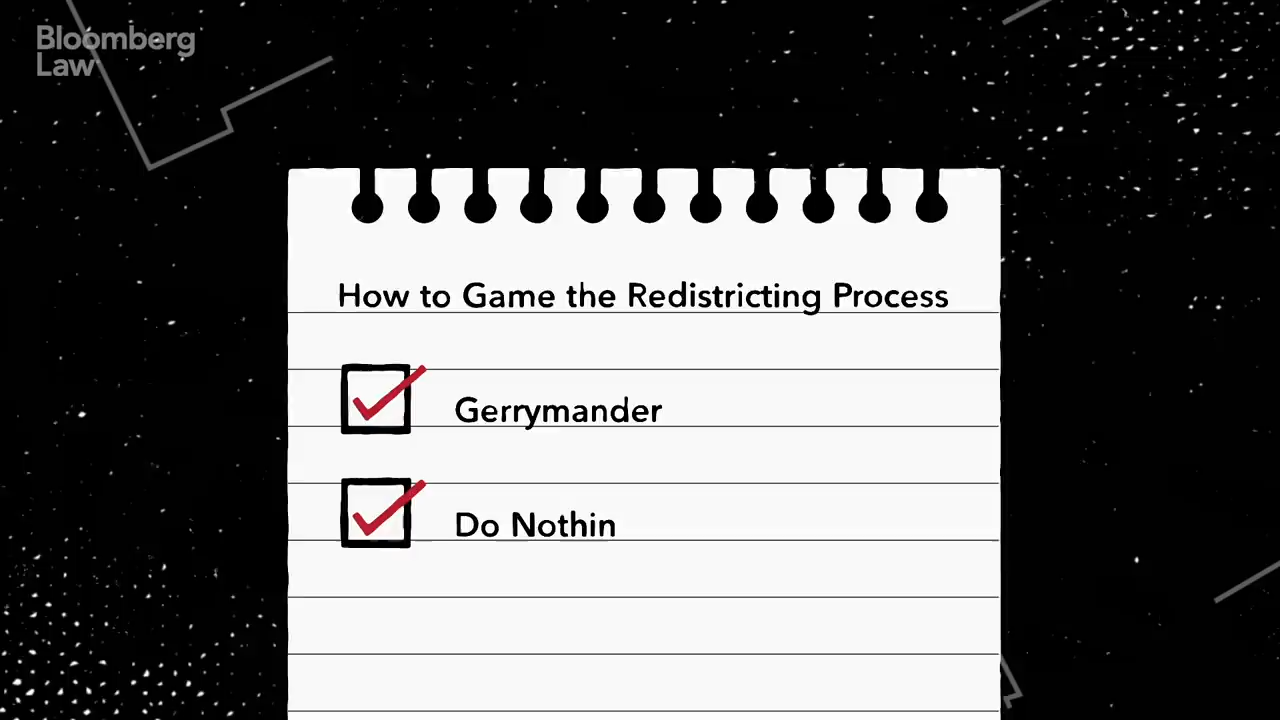 Bloomberg
Law
How to Game the Redistricting Process
Gerrymander
Do Nothin